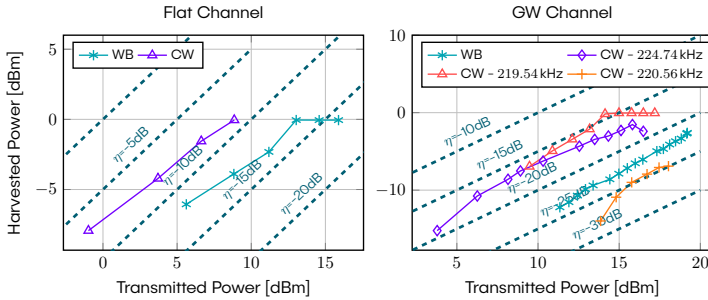 Flat Channel
GW Channel
Harvested Power [dBm]
5
0
−5
WB
CW
η=-5dB
η=-10dB
η=-15dB
η=-20dB
0
5
10
15
Transmitted Power [dBm]
10
0
−10
WB
CW - 224.74 kHz
CW - 219.54 kHz
CW - 220.56 kHz
η=-10dB
η=-15dB
η=-20dB
η=-25dB
η=-30dB
5
10
15
20
Transmitted Power [dBm]